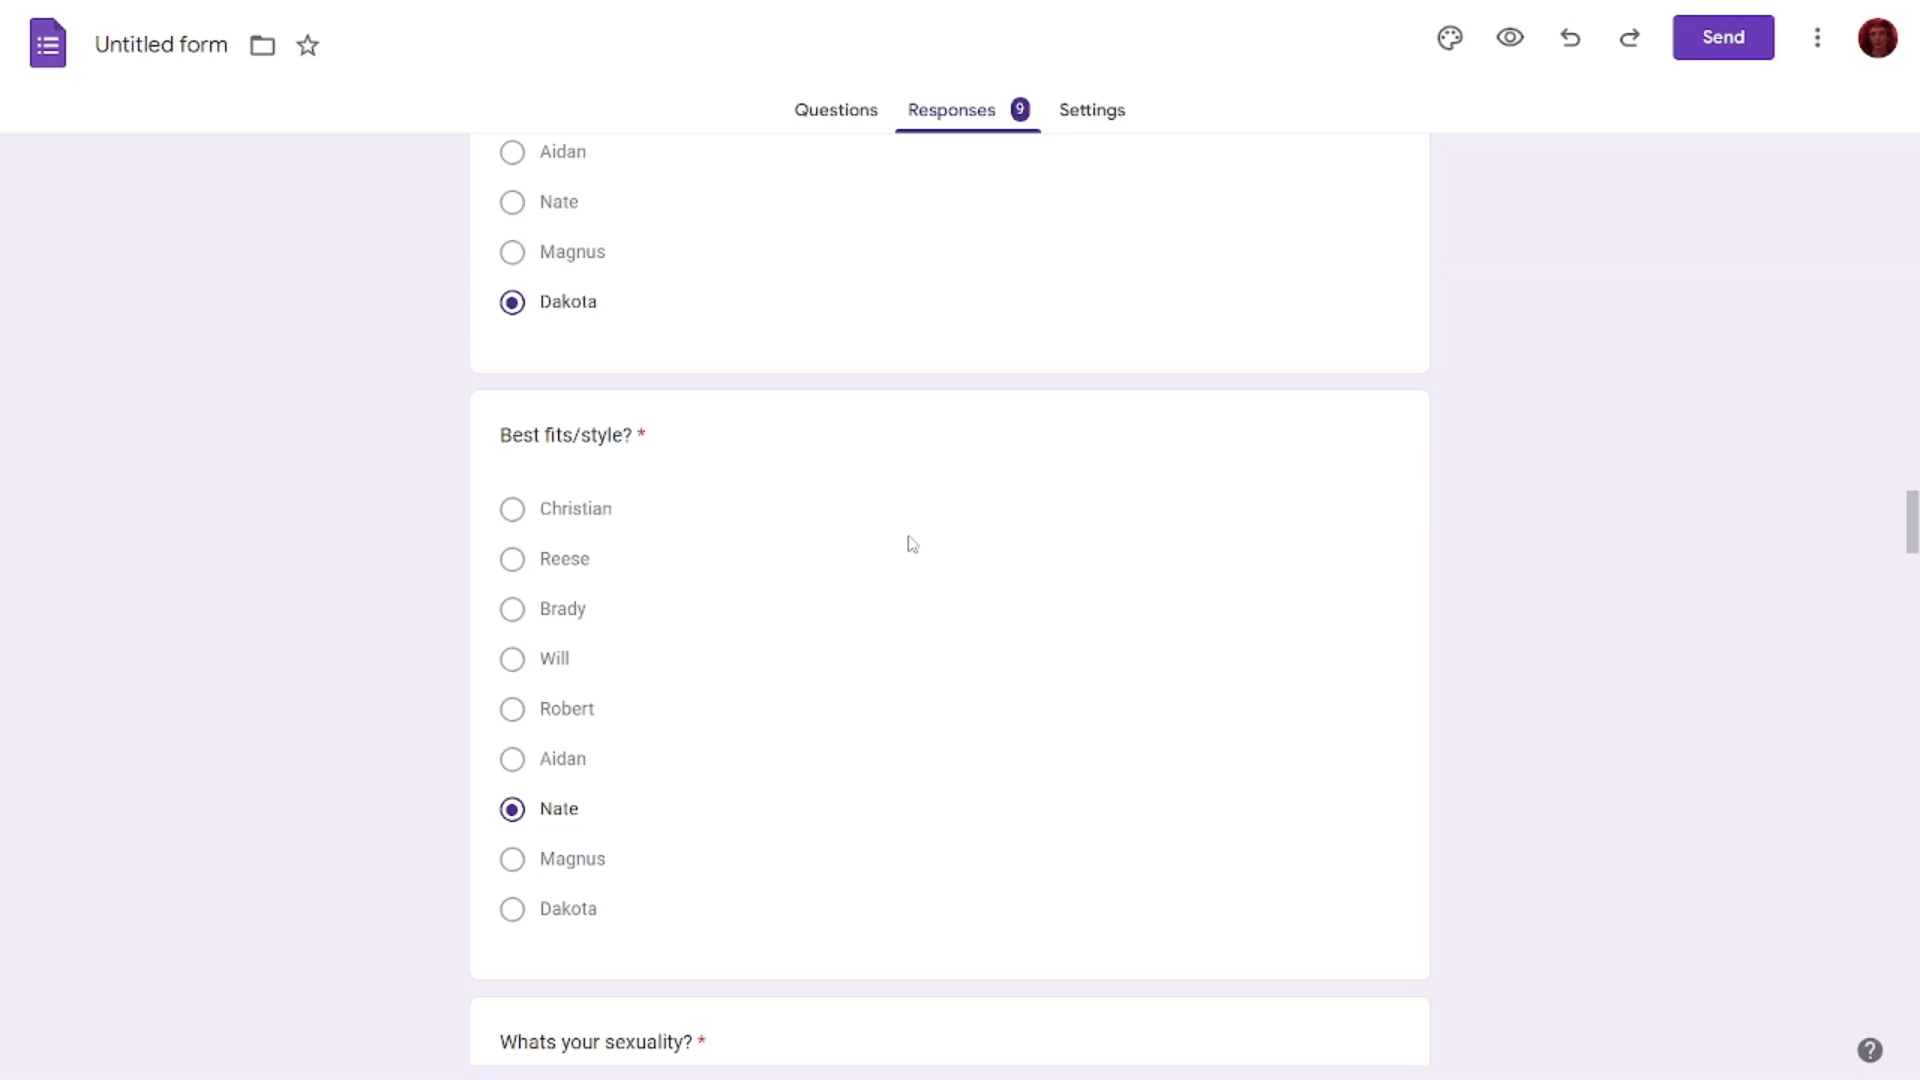 Untitled form
Send
Questions
Responses 9
Settings
Aidan
Nate
Magnus
Dakota
Best fits/style? *
Christian
Reese
Brady
Will
Robert
Aidan
Nate
Magnus
Dakota
Whats your sexuality? *